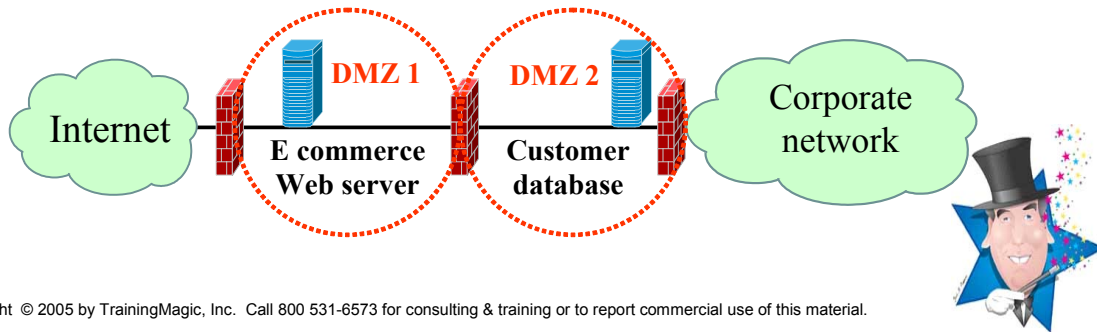 Internet
DMZ 1
E commerce
Web server
DMZ 2
Customer
database
Corporate
network
ht © 2005 by TrainingMagic, Inc. Call 800 531-6573 for consulting & training or to report commercial use of this material.